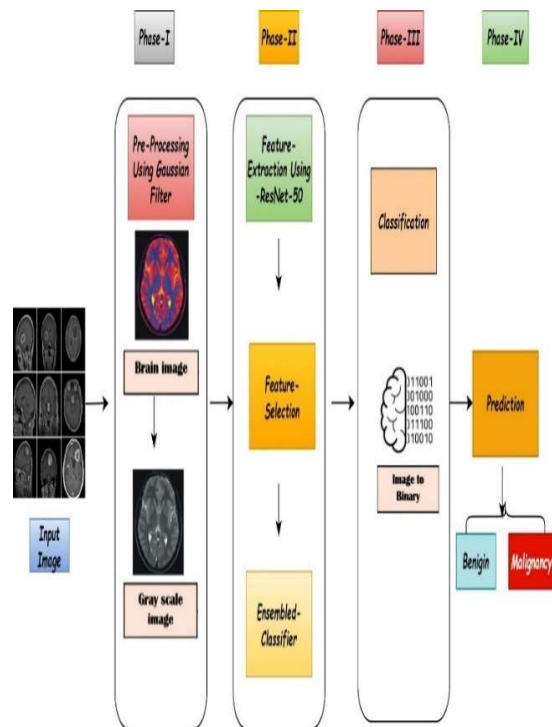 Phase-I
Phase-II
Phase-III
Phase-IV
Input
Image
Pre-Processing
Using Gaussian
Filter
Brain image
Gray scale
image
Feature-
Extraction Using
-ResNet-50
Feature-
Selection
Ensembled-
Classifier
Classification
011001
001000
100110
011100
010010
Image to
Binary
Prediction
Benigin
Malignancy